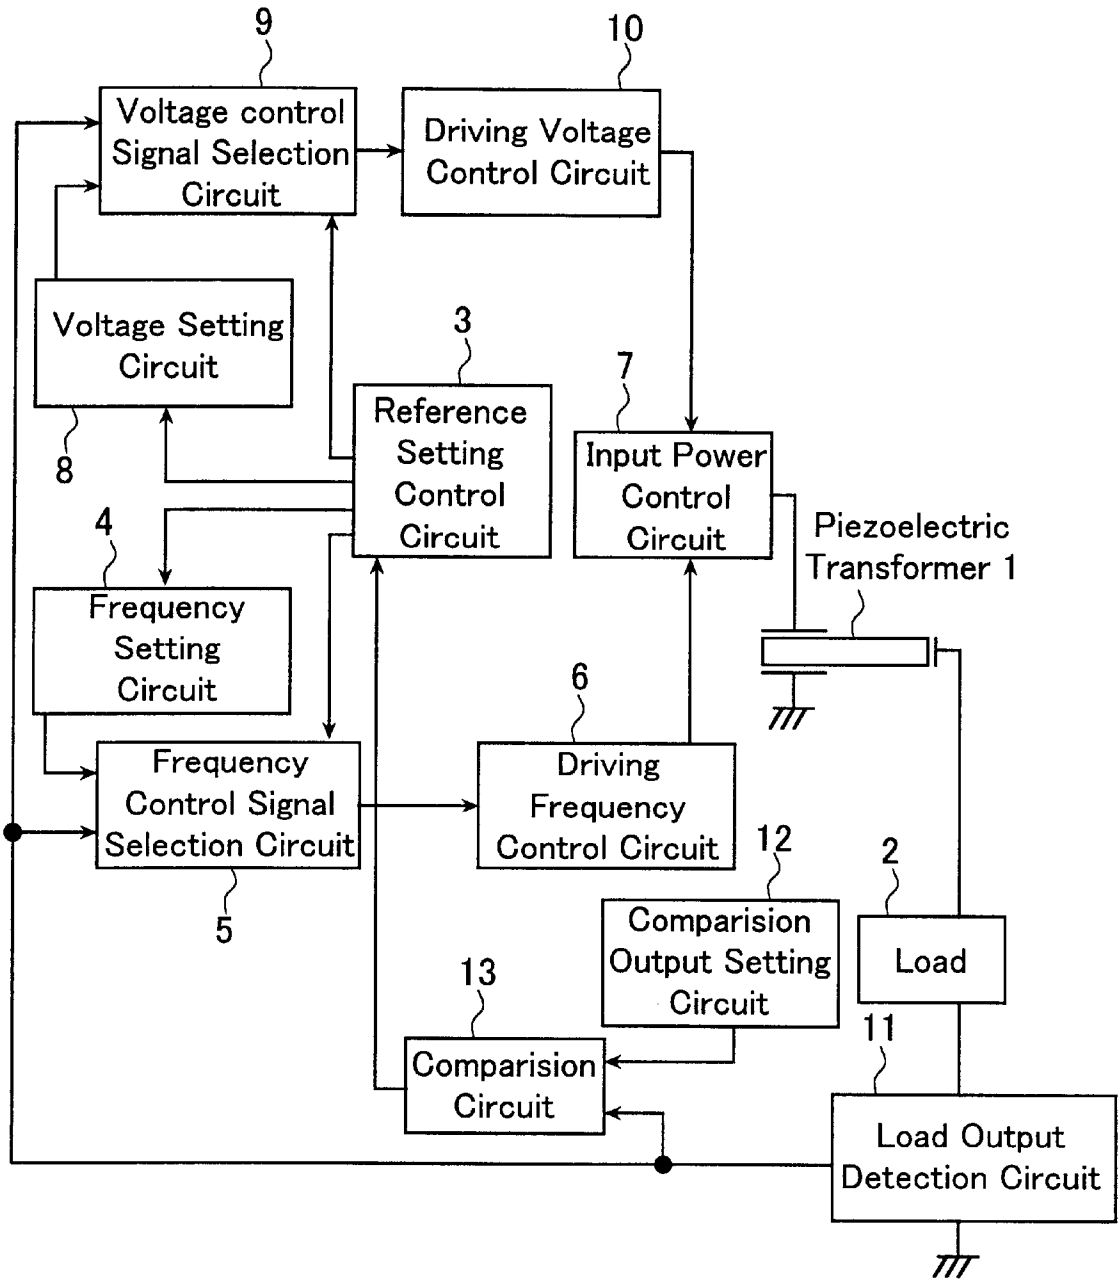 9
10
Voltage control
Signal Selection
Circuit
Driving Voltage
Control Circuit
Voltage Setting
Circuit
8
3
Reference
Setting
Control
Circuit
7
Input Power
Control
Circuit
Piezoelectric
Transformer 1
4
Frequency
Setting
Circuit
6
Frequency
Control Signal
Selection Circuit
5
Driving
Frequency
Control Circuit
12
Comparision
Output Setting
Circuit
2
Load
13
Comparision
Circuit
11
Load Output
Detection Circuit